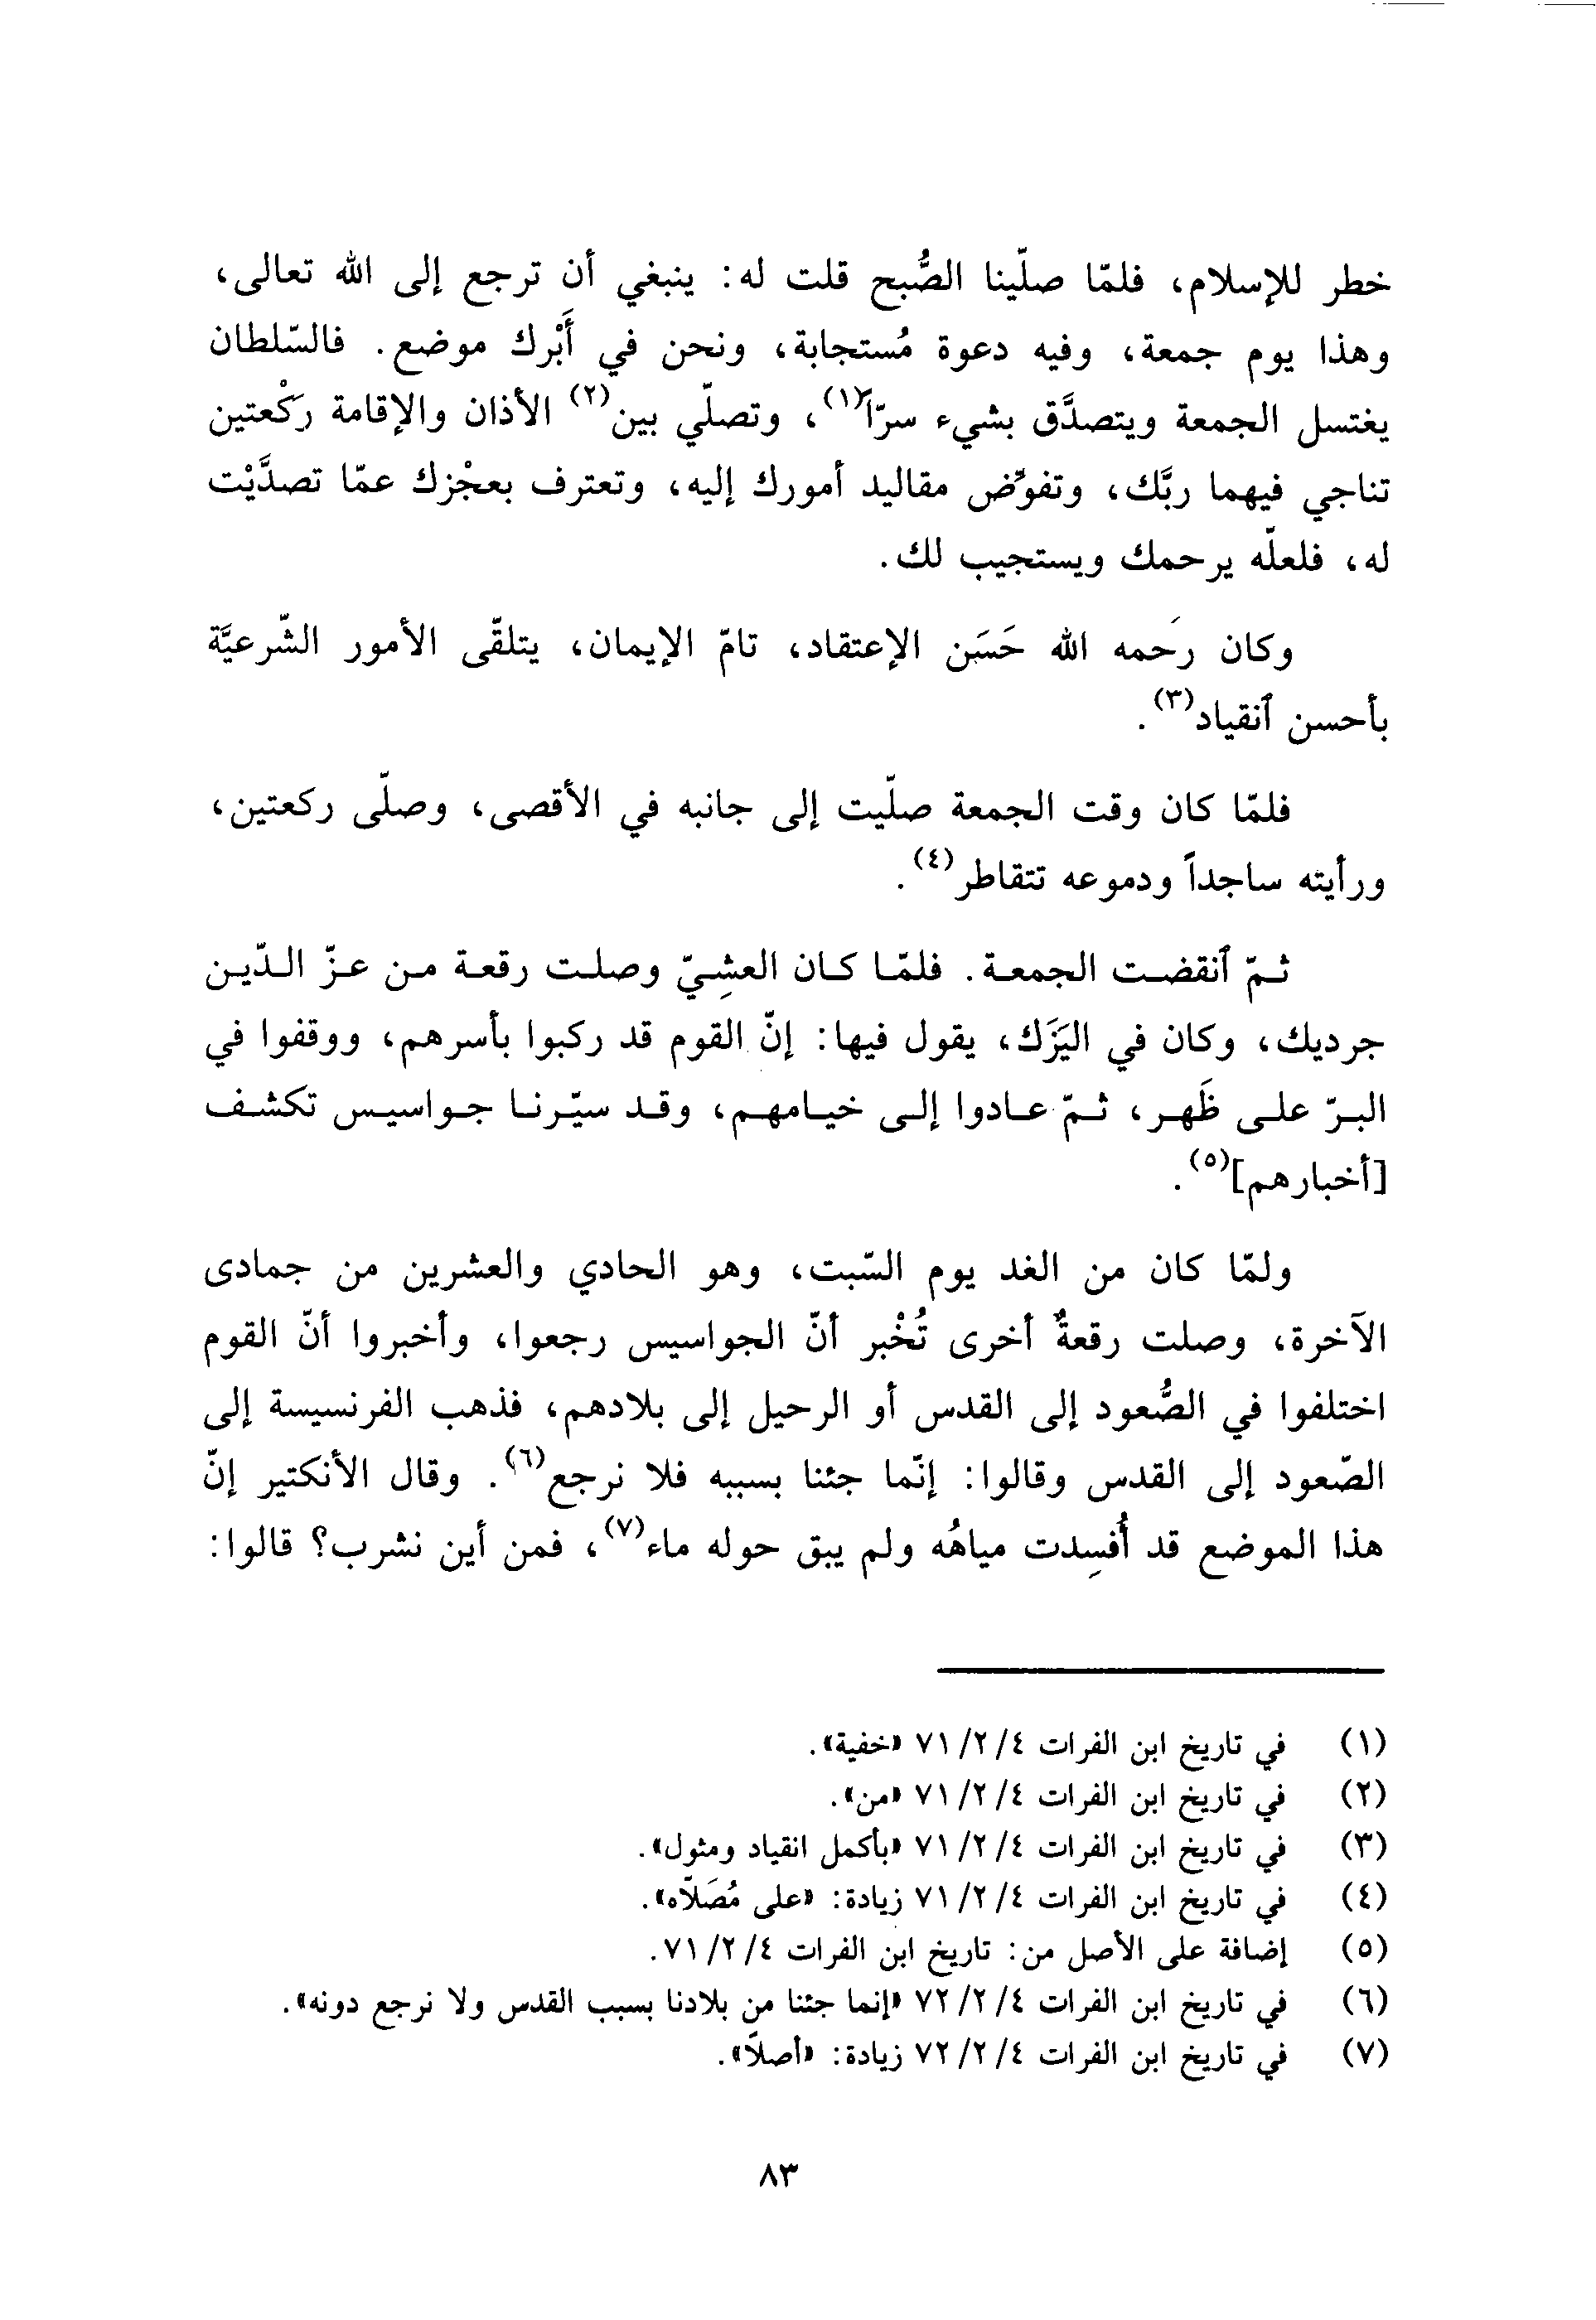 خطر للإسلام، فلمّا صلّينا الصُّبح قلت له: ينبغي أن ترجع إلى الله تعالى،
وهذا يوم جمعة، وفيه دعوة مُستجابة، ونحن في أَبْرك موضع. فالسّلطان
يغتسل الجمعة ويتصدَّق بشيء سرّاً(١)، وتصلّي بين(٢) الأذان والإقامة ركْعتين
تناجي فيهما ربَّك، وتفوّض مقاليد أمورك إليه، وتعترف بعجْزك عمّا تصدَّيْت
له، فلعلّه يرحمك ويستجيب لك.
وكان رَحمه الله حَسَن الإعتقاد، تامّ الإيمان، يتلقّى الأمور الشّرعيَّة
بأحسن ٱنقياد(٣).
فلمّا كان وقت الجمعة صلّيت إلى جانبه في الأقصى، وصلّى ركعتين،
ورأيته ساجداً ودموعه تتقاطر(٤).
ثمّ ٱنقضت الجمعة. فلمّا كان العشِيّ وصلت رقعة من عزّ الدّين
جرديك، وكان في اليَزَك، يقول فيها: إنّ القوم قد ركبوا بأسرهم، ووقفوا في
البرّ على ظَهر، ثمّ عادوا إلى خيامهم، وقد سيّرنا جواسيس تكشف
[أخبارهم](٥).
ولمّا كان من الغد يوم السّبت، وهو الحادي والعشرين من جمادى
الآخرة، وصلت رقعةٌ أخرى تُخْبر أنّ الجواسيس رجعوا، وأخبروا أنّ القوم
اختلفوا في الصُّعود إلى القدس أو الرحيل إلى بلادهم، فذهب الفرنسيسة إلى
الصّعود إلى القدس وقالوا: إنّما جئنا بسببه فلا نرجع(٦). وقال الأنكتير إنّ
هذا الموضع قد أُفسِدت مياهُه ولم يبق حوله ماء(٧)، فمن أين نشرب؟ قالوا:
(١) في تاريخ ابن الفرات ٧١/٢/٤ «خفية».
(٢) في تاريخ ابن الفرات ٧١/٢/٤ «من».
(٣) في تاريخ ابن الفرات ٧١/٢/٤ «بأكمل انقياد ومثول».
(٤) في تاريخ ابن الفرات ٧١/٢/٤ زيادة: «على مُصَلّاه».
(٥) إضافة على الأصل من: تاريخ ابن الفرات ٧١/٢/٤.
(٦) في تاريخ ابن الفرات ٧٢/٢/٤ «إنما جئنا من بلادنا بسبب القدس ولا نرجع دونه».
(٧) في تاريخ ابن الفرات ٧٢/٢/٤ زيادة: «أصلاً».
٨٣